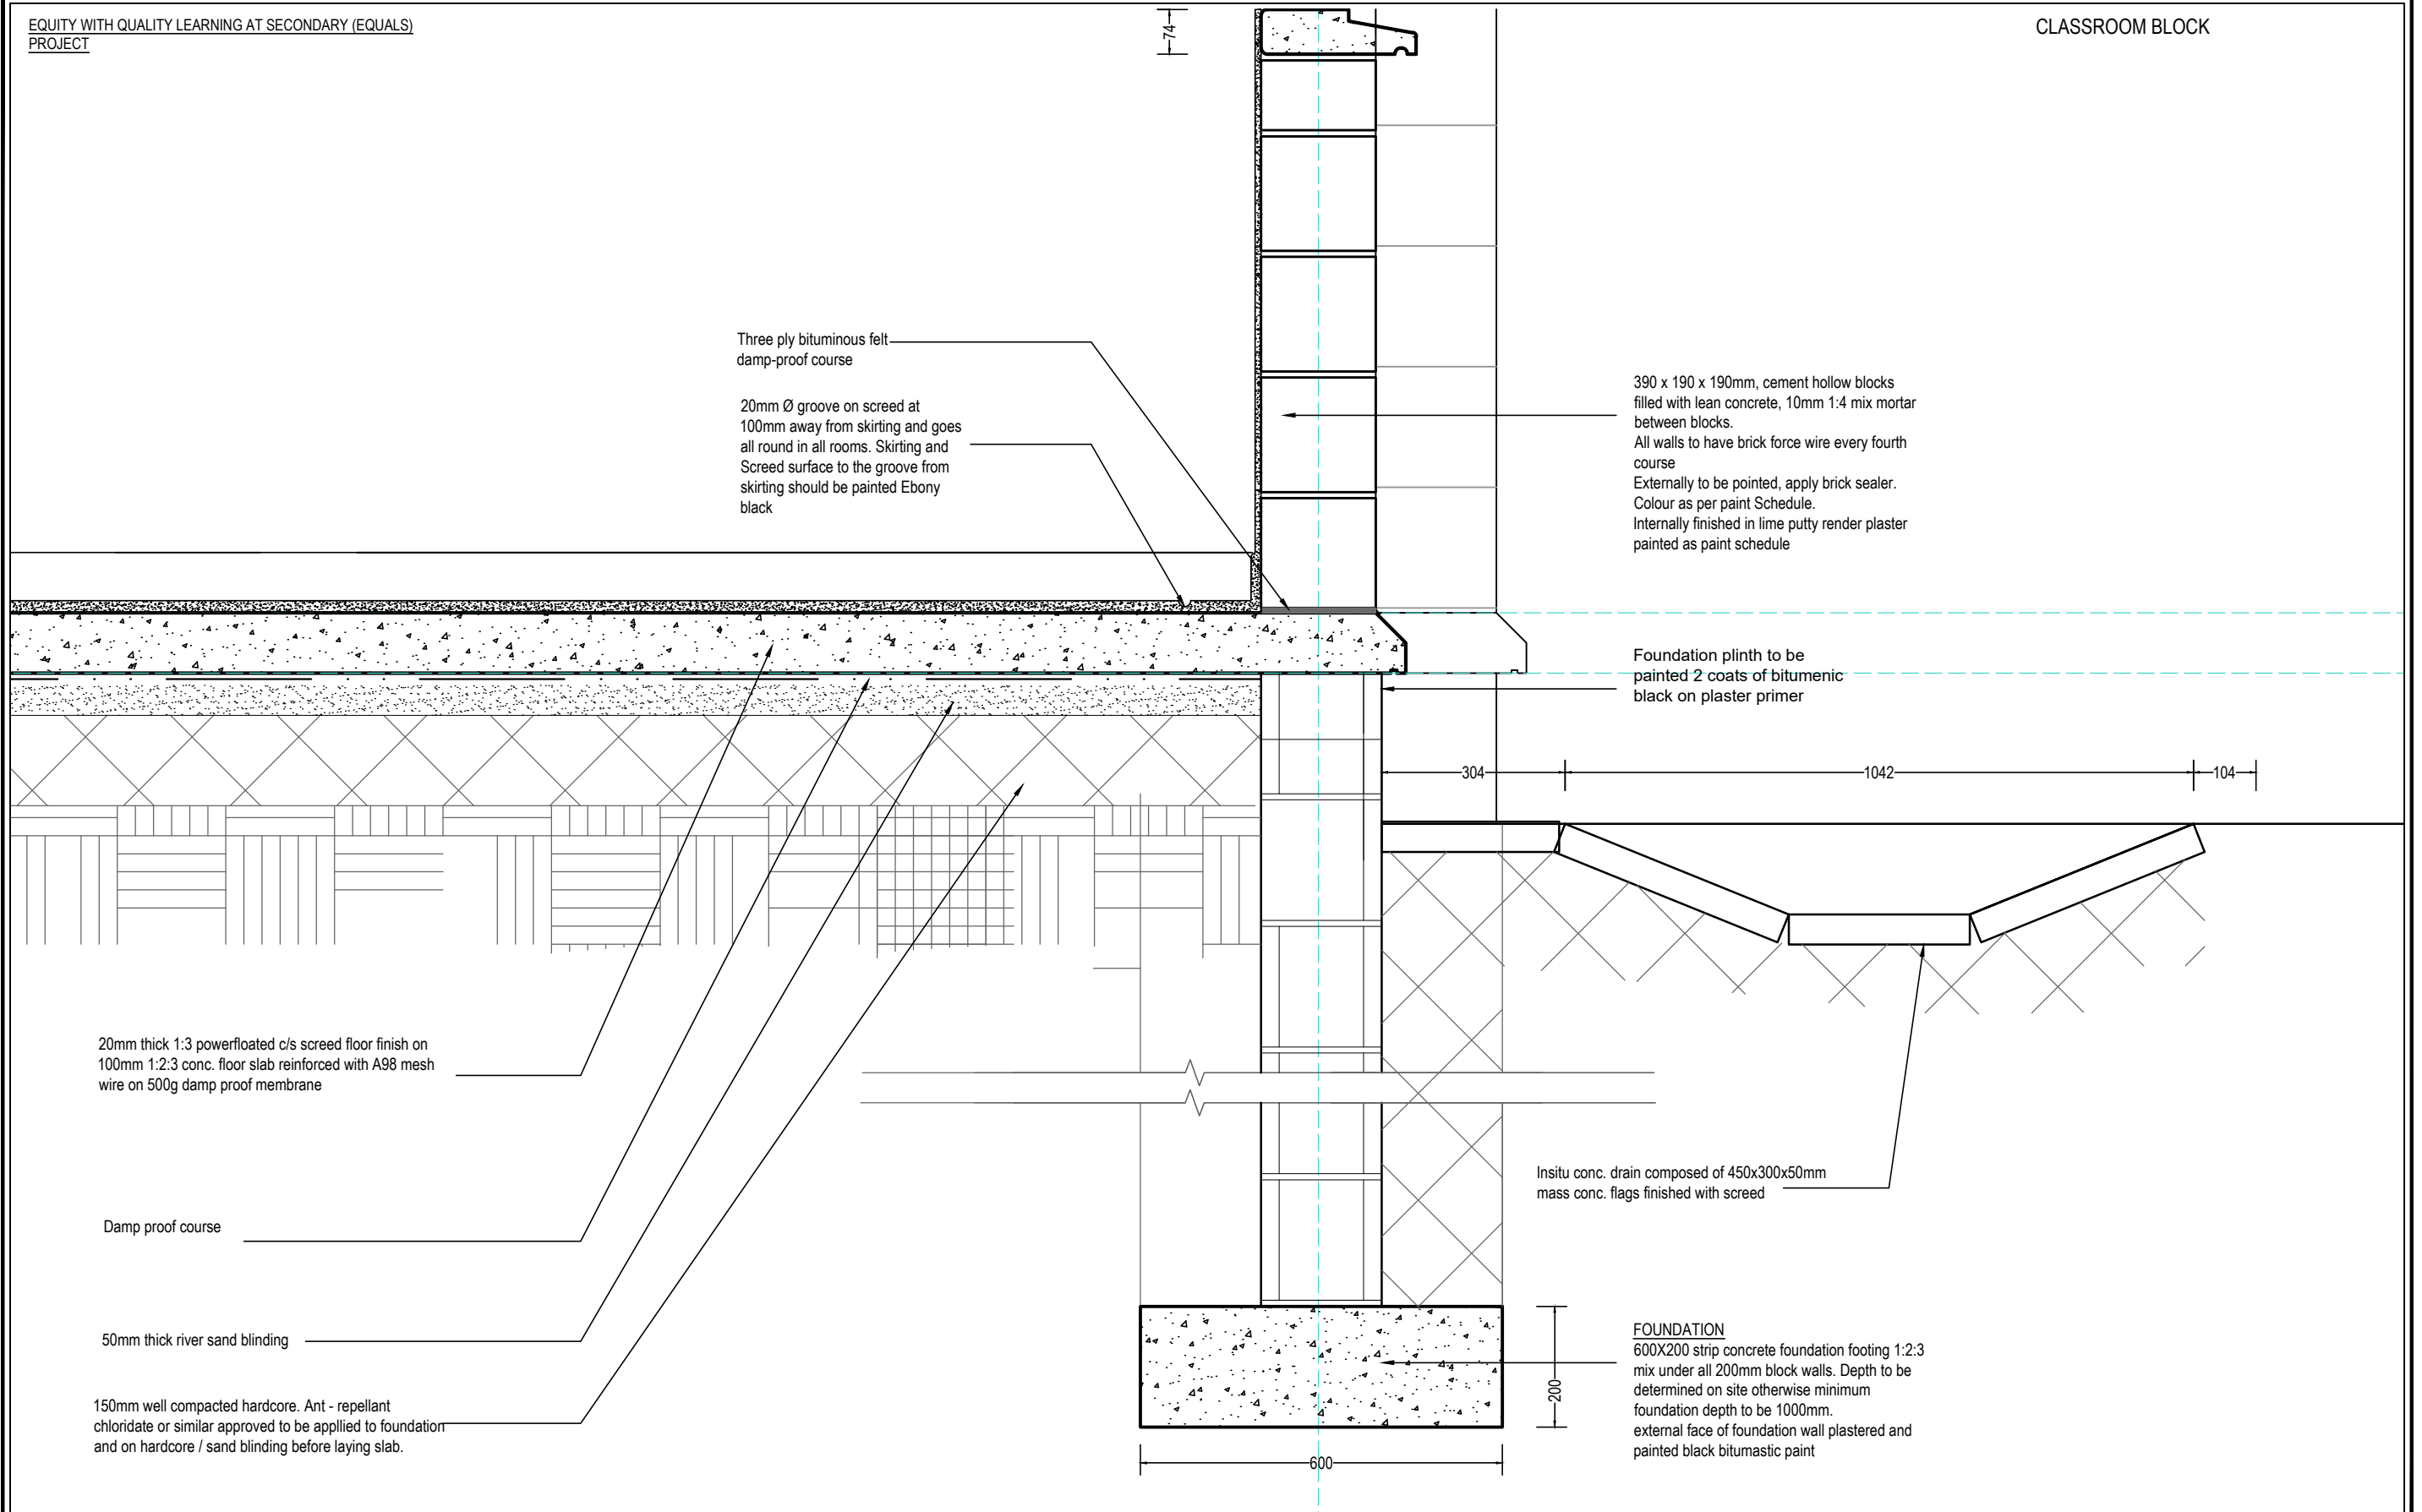 EQUITY WITH QUALITY LEARNING AT SECONDARY (EQUALS)
PROJECT
CLASSROOM BLOCK
74
Three ply bituminous felt
damp-proof course
20mm Ø groove on screed at
100mm away from skirting and goes
all round in all rooms. Skirting and
Screed surface to the groove from
skirting should be painted Ebony
black
390 x 190 x 190mm, cement hollow blocks
filled with lean concrete, 10mm 1:4 mix mortar
between blocks.
All walls to have brick force wire every fourth
course
Externally to be pointed, apply brick sealer.
Colour as per paint Schedule.
Internally finished in lime putty render plaster
painted as paint schedule
Foundation plinth to be
painted 2 coats of bitumenic
black on plaster primer
304
1042
104
20mm thick 1:3 powerfloated c/s screed floor finish on
100mm 1:2:3 conc. floor slab reinforced with A98 mesh
wire on 500g damp proof membrane
Damp proof course
50mm thick river sand blinding
150mm well compacted hardcore. Ant - repellant
chloridate or similar approved to be appllied to foundation
and on hardcore / sand blinding before laying slab.
Insitu conc. drain composed of 450x300x50mm
mass conc. flags finished with screed
FOUNDATION
600X200 strip concrete foundation footing 1:2:3
mix under all 200mm block walls. Depth to be
determined on site otherwise minimum
foundation depth to be 1000mm.
external face of foundation wall plastered and
painted black bitumastic paint
200
600